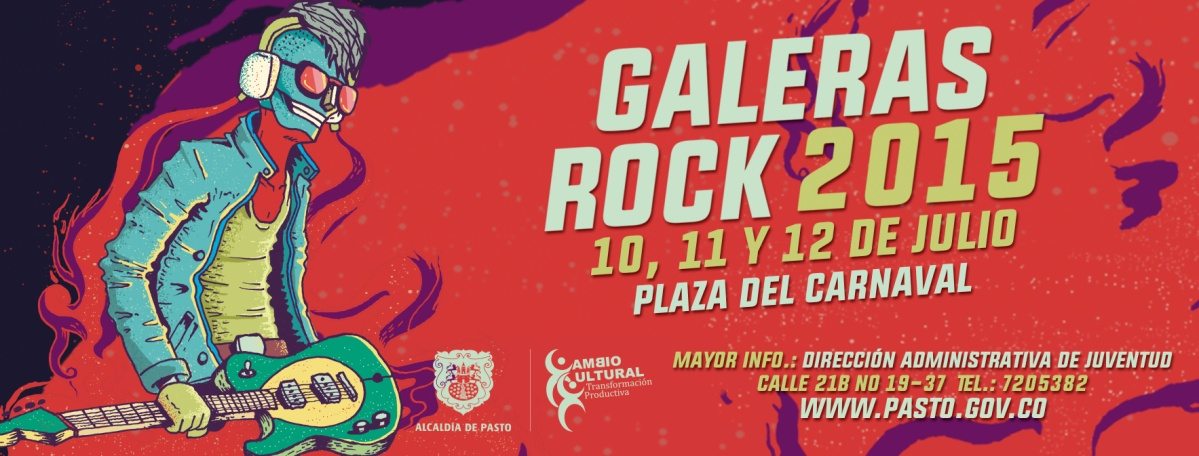 GALERAS
ROCK 2015
10, 11 Y 12 DE JULIO
PLAZA DEL CARNAVAL
ALCALDÍA DE PASTO
CAMBIO
CULTURAL
Transformación
Productiva
MAYOR INFO.: DIRECCIÓN ADMINISTRATIVA DE JUVENTUD
CALLE 21B NO 19-37 TEL.: 7205382
WWW.PASTO.GOV.CO